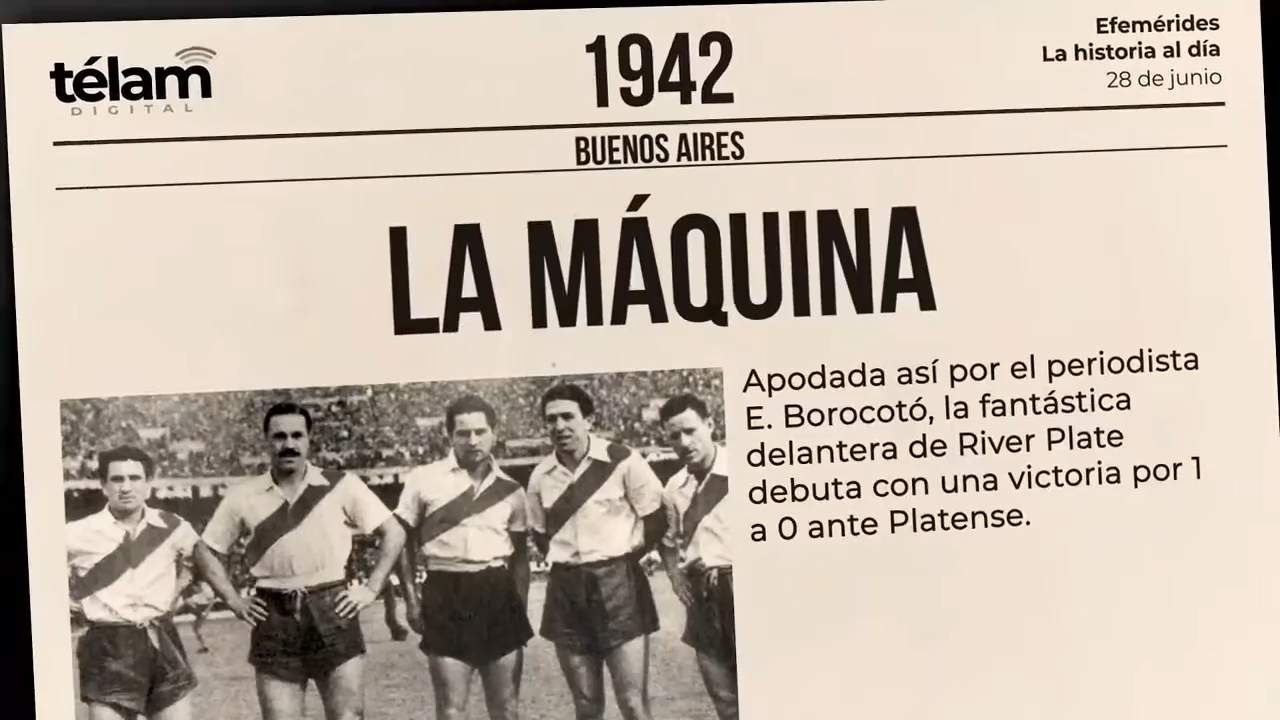 télam
DIGITAL
1942
Efemérides
La historia al día
28 de junio
BUENOS AIRES
LA MÁQUINA
Apodada así por el periodista
E. Borocotó, la fantástica
delantera de River Plate
debuta con una victoria por 1
a 0 ante Platense.